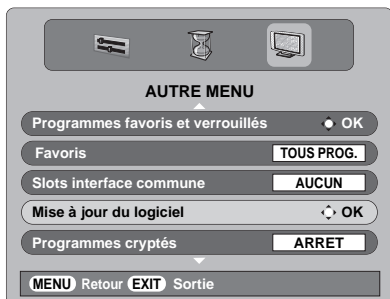 AUTRE MENU
Programmes favoris et verrouillés OK
Favoris TOUS PROG.
Slots interface commune AUCUN
Mise à jour du logiciel OK
Programmes cryptés ARRET
MENU Retour EXIT Sortie